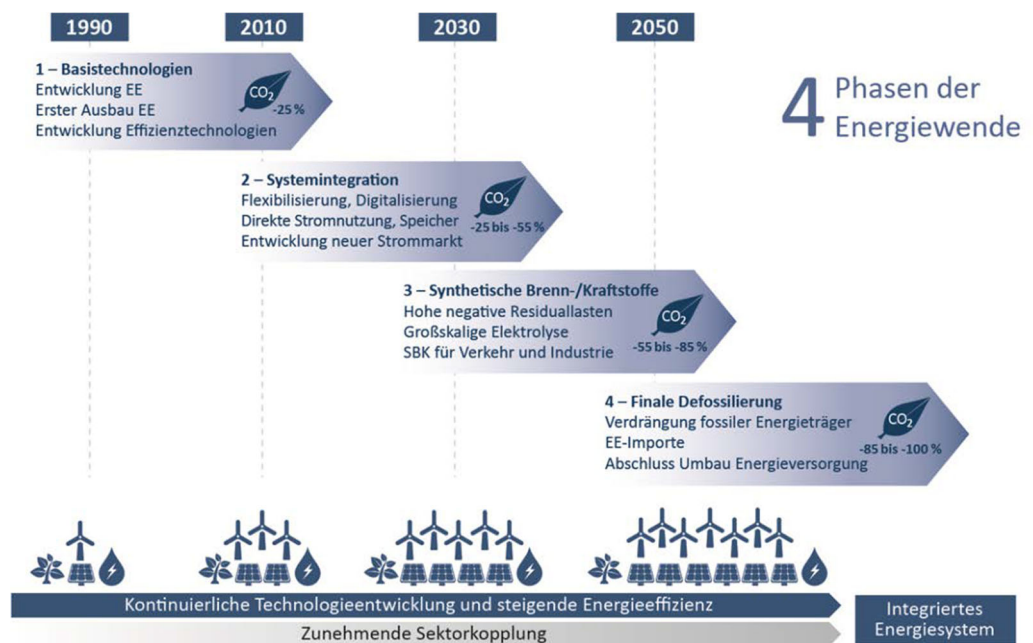 1990 2010 2030 2050
4 Phasen der
Energiewende
1 – Basistechnologien
Entwicklung EE
Erster Ausbau EE
Entwicklung Effizienztechnologien
CO₂
-25 %
2 – Systemintegration
Flexibilisierung, Digitalisierung
Direkte Stromnutzung, Speicher
Entwicklung neuer Strommarkt
CO₂
-25 bis -55 %
3 – Synthetische Brenn-/Kraftstoffe
Hohe negative Residuallasten
Großskalige Elektrolyse
SBK für Verkehr und Industrie
CO₂
-55 bis -85 %
4 – Finale Defossilierung
Verdrängung fossiler Energieträger
EE-Importe
Abschluss Umbau Energieversorgung
CO₂
-85 bis -100 %
Kontinuierliche Technologieentwicklung und steigende Energieeffizienz
Zunehmende Sektorkopplung
Integriertes
Energiesystem